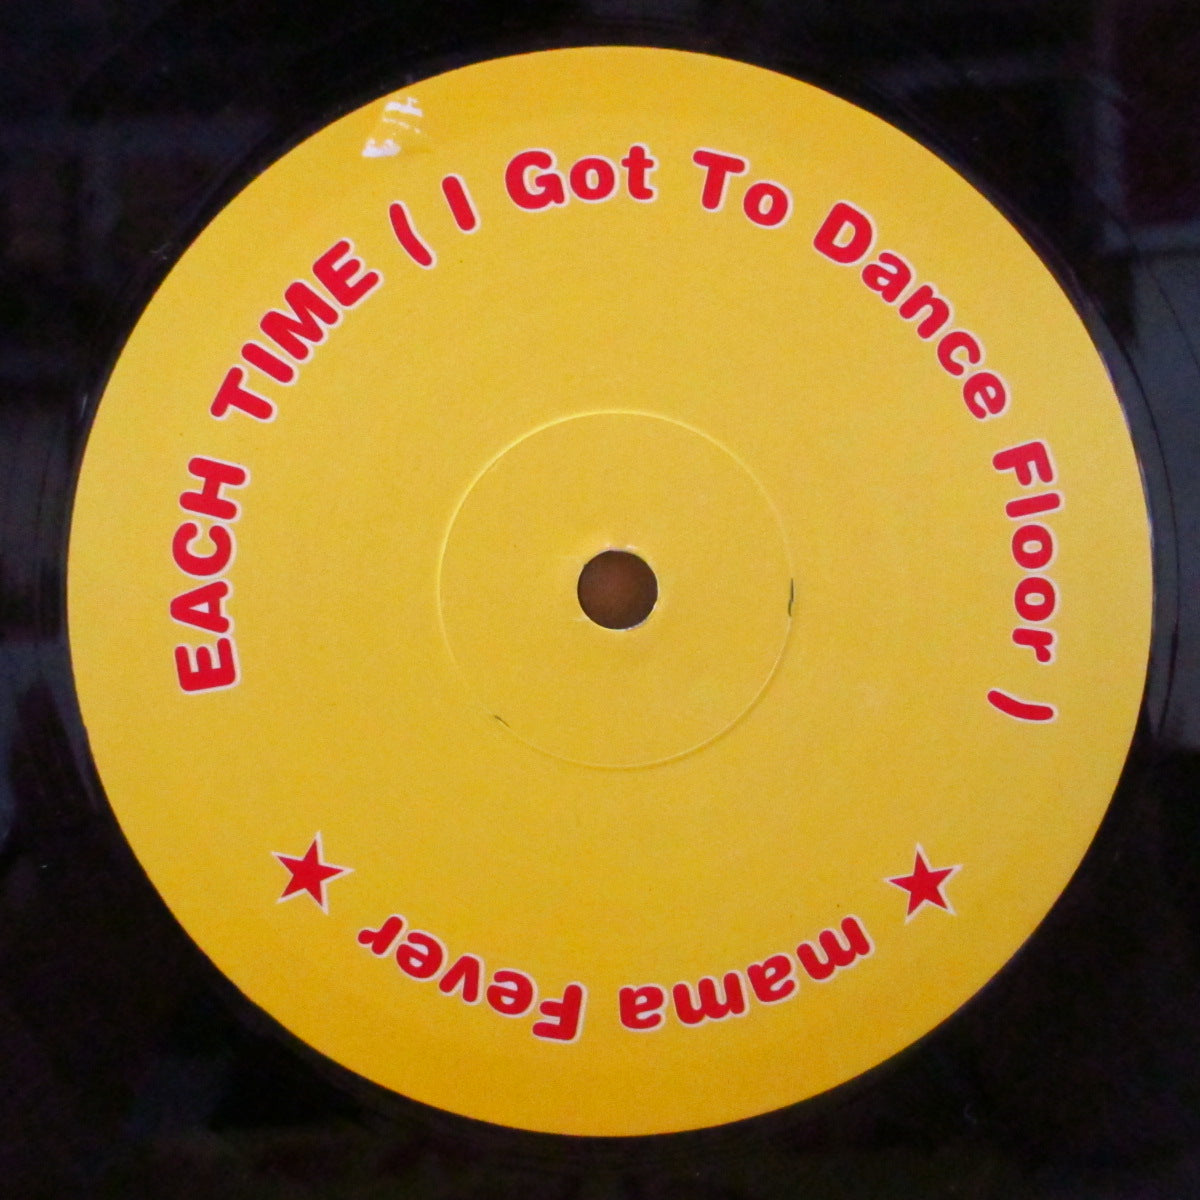 EACH TIME ( I Got To Dance Floor )
★ mama Fever ★